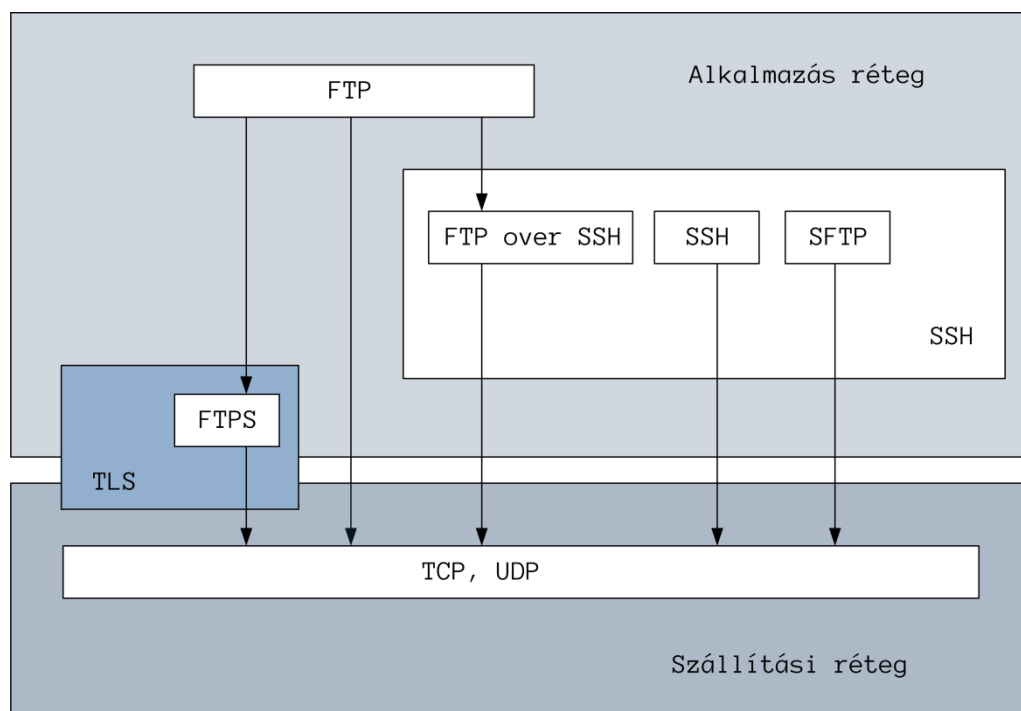 Alkalmazás réteg
FTP
FTP over SSH
SSH
SFTP
SSH
FTPS
TLS
TCP, UDP
Szállítási réteg